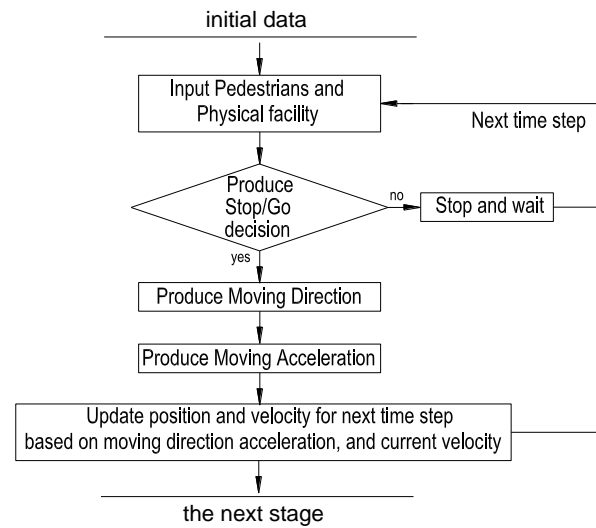 initial data
Input Pedestrians and
Physical facility
Next time step
Produce
Stop/Go
decision
no
Stop and wait
yes
Produce Moving Direction
Produce Moving Acceleration
Update position and velocity for next time step
based on moving direction acceleration, and current velocity
the next stage